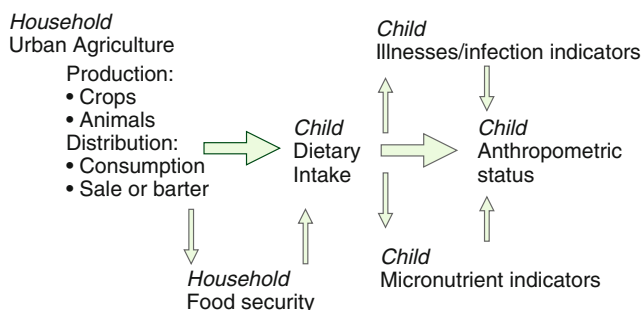 Household
Urban Agriculture
Production:
• Crops
• Animals
Distribution:
• Consumption
• Sale or barter
Household
Food security
Child
Dietary
Intake
Child
Illnesses/infection indicators
Child
Anthropometric
status
Child
Micronutrient indicators